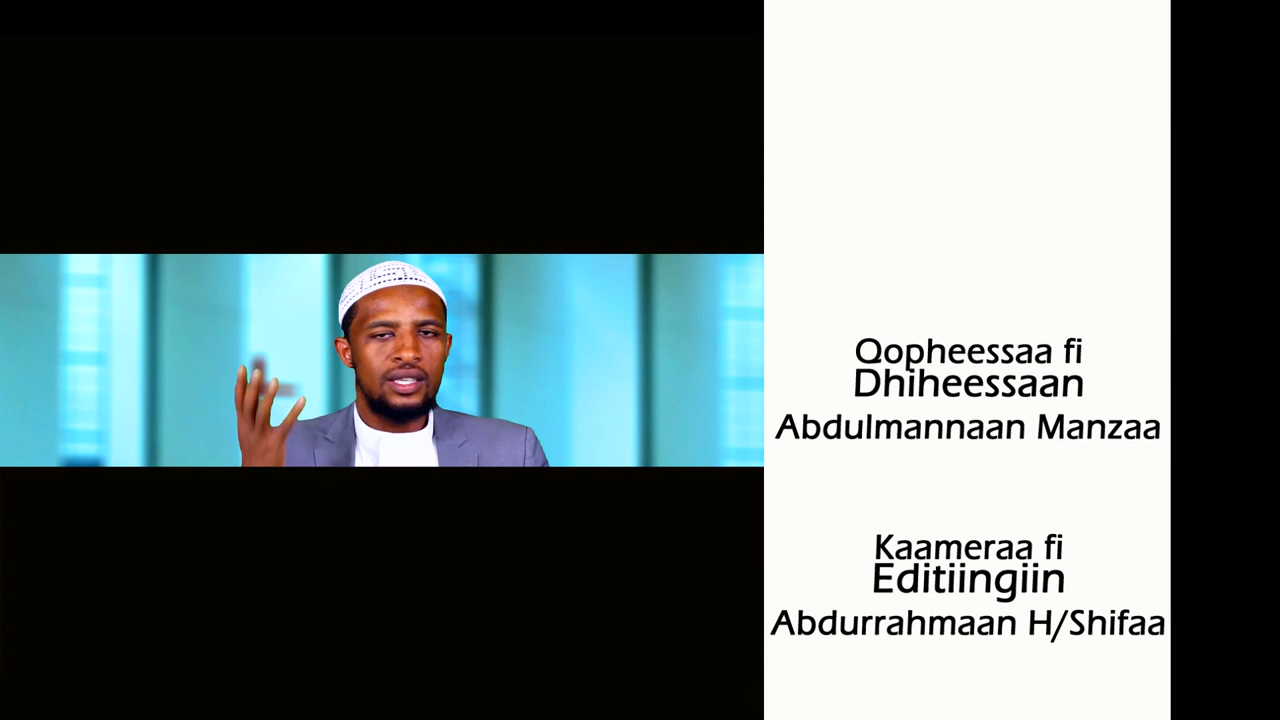 Qopheessaa fi
Dhiheessaan
Abdulmannaan Manzaa
Kaameraa fi
Editiingiin
Abdurrahmaan H/Shifaa